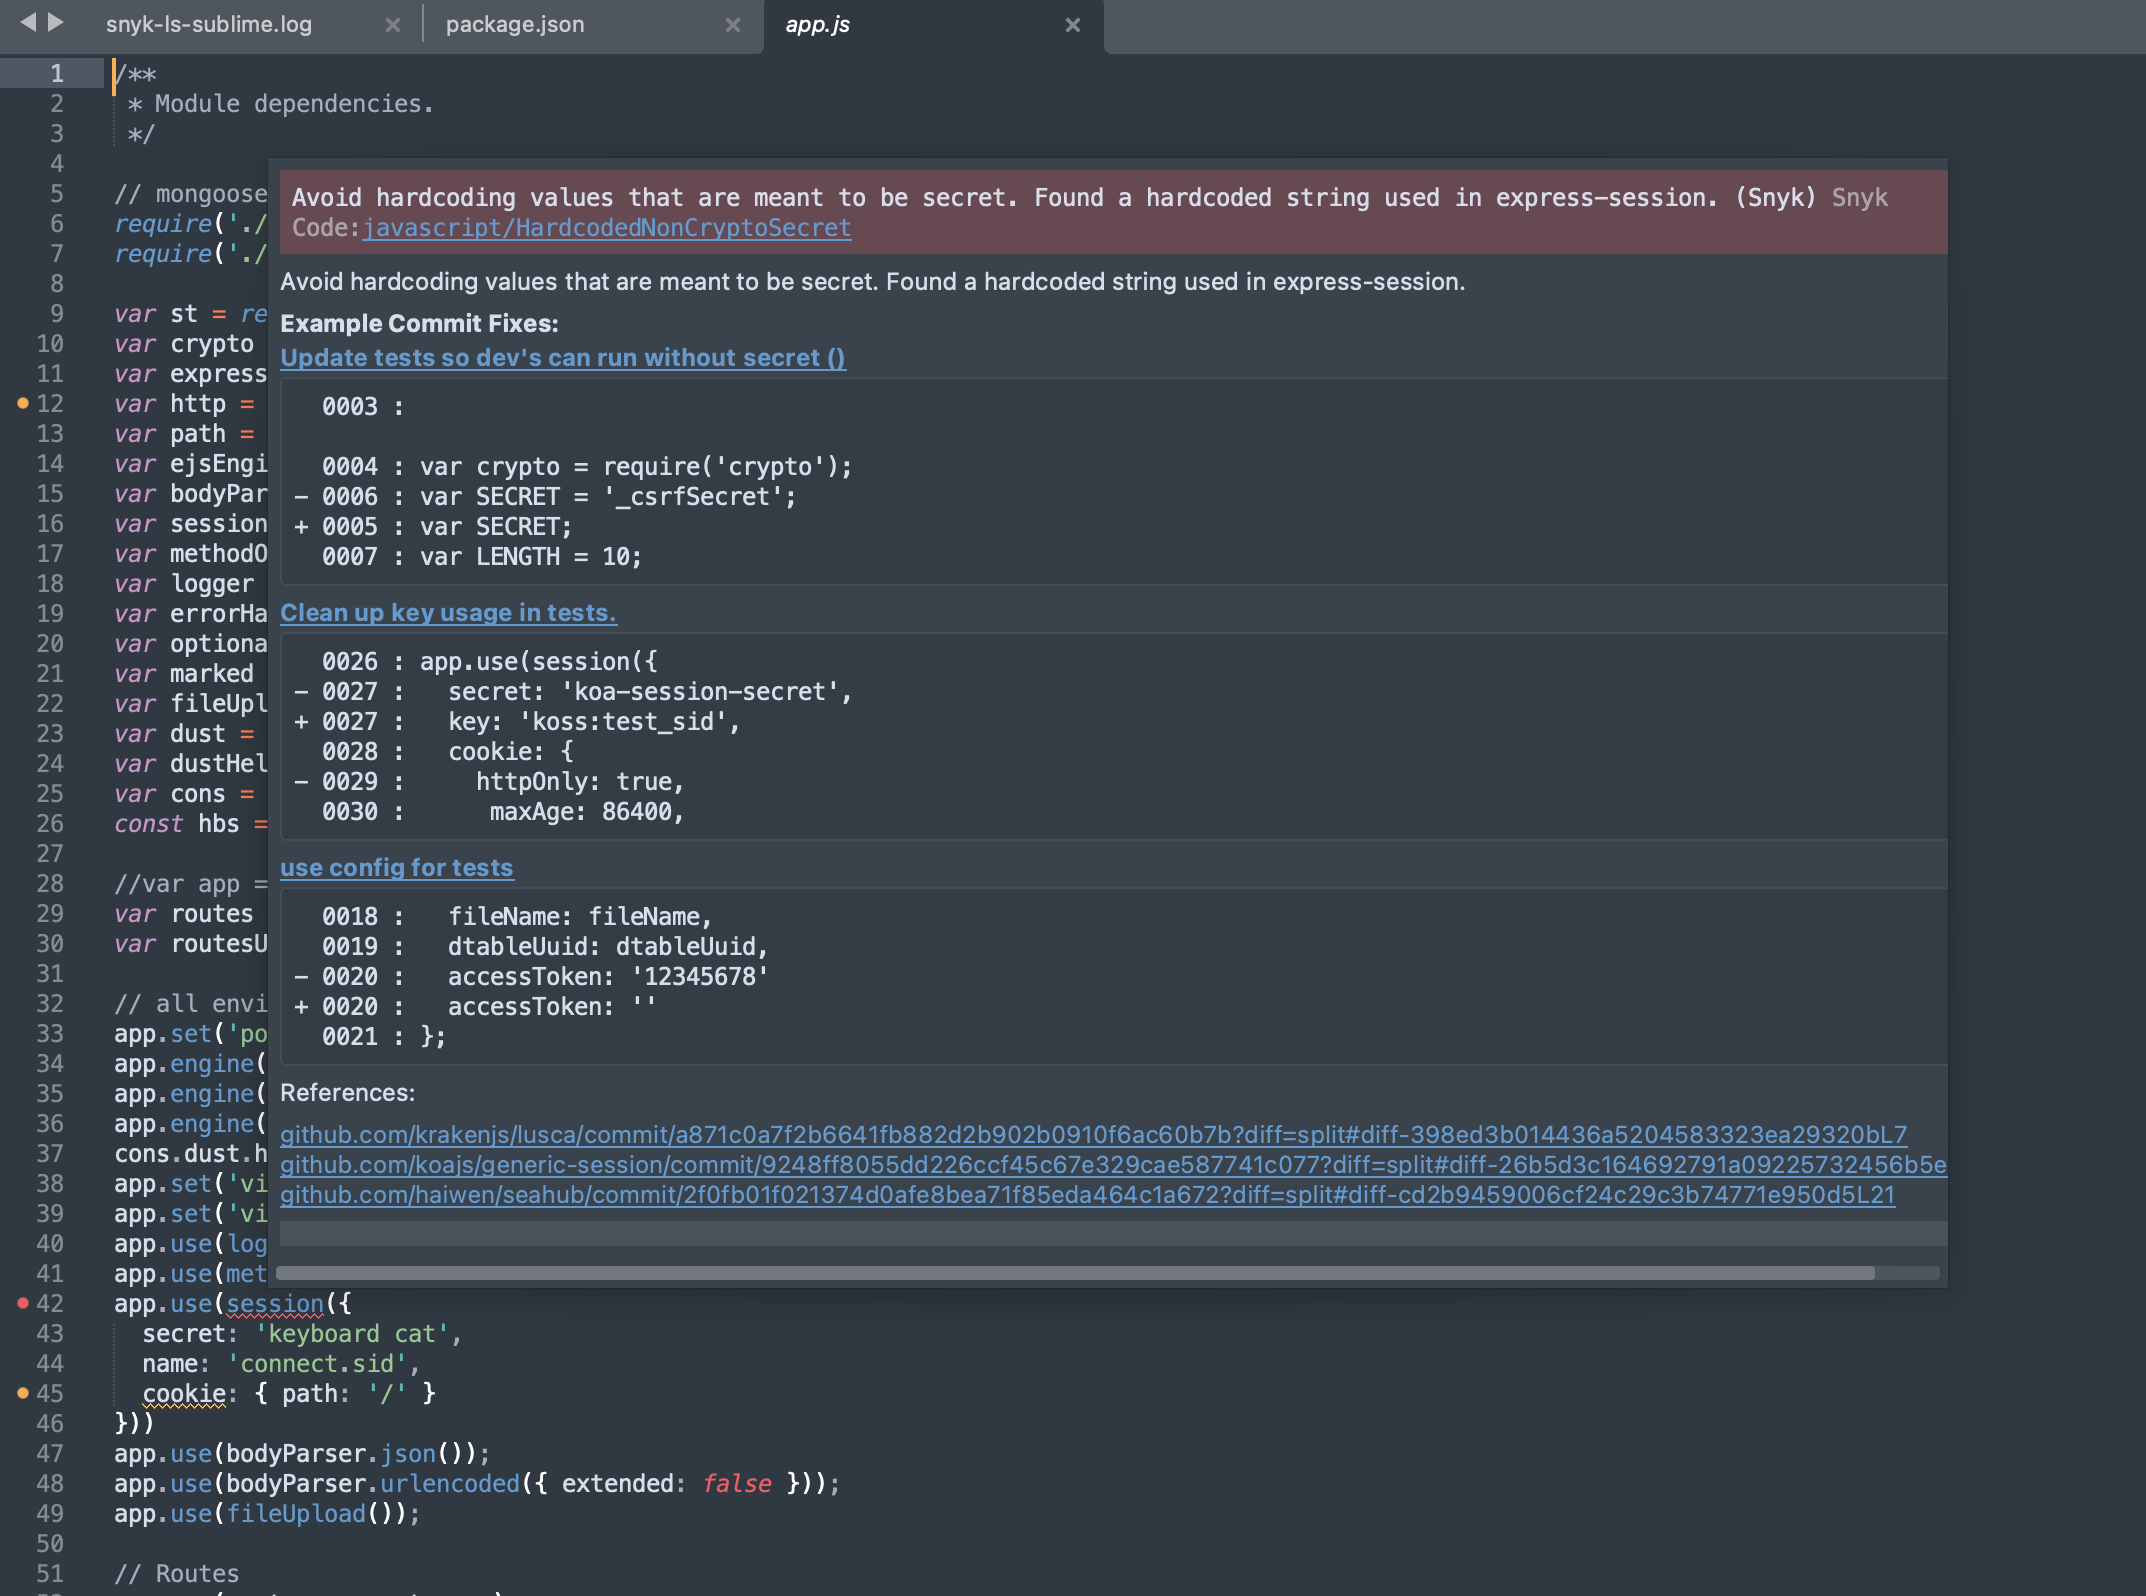 snyk-ls-sublime.log × package.json × app.js ×
1 /**
2 * Module dependencies.
3 */
4
5 // mongoose
6 require('./
7 require('./
8
9 var st = re
10 var crypto
11 var express
12 var http =
13 var path =
14 var ejsEngi
15 var bodyPar
16 var session
17 var methodO
18 var logger
19 var errorHa
20 var optiona
21 var marked
22 var fileUpl
23 var dust =
24 var dustHel
25 var cons =
26 const hbs =
27
28 //var app =
29 var routes
30 var routesU
31
32 // all envi
33 app.set('po
34 app.engine(
35 app.engine(
36 app.engine(
37 cons.dust.h
38 app.set('vi
39 app.set('vi
40 app.use(log
41 app.use(met
Avoid hardcoding values that are meant to be secret. Found a hardcoded string used in express-session. (Snyk) Snyk
Code:javascript/HardcodedNonCryptoSecret
Avoid hardcoding values that are meant to be secret. Found a hardcoded string used in express-session.
Example Commit Fixes:
Update tests so dev's can run without secret ()
0003 :
0004 : var crypto = require('crypto');
- 0006 : var SECRET = '_csrfSecret';
+ 0005 : var SECRET;
0007 : var LENGTH = 10;
Clean up key usage in tests.
0026 : app.use(session({
- 0027 : secret: 'koa-session-secret',
+ 0027 : key: 'koss:test_sid',
0028 : cookie: {
- 0029 : httpOnly: true,
0030 : maxAge: 86400,
use config for tests
0018 : fileName: fileName,
0019 : dtableUuid: dtableUuid,
- 0020 : accessToken: '12345678'
+ 0020 : accessToken: ''
0021 : };
References:
github.com/krakenjs/lusca/commit/a871c0a7f2b6641fb882d2b902b0910f6ac60b7b?diff=split#diff-398ed3b014436a5204583323ea29320bL7
github.com/koajs/generic-session/commit/9248ff8055dd226ccf45c67e329cae587741c077?diff=split#diff-26b5d3c164692791a09225732456b5e
github.com/haiwen/seahub/commit/2f0fb01f021374d0afe8bea71f85eda464c1a672?diff=split#diff-cd2b9459006cf24c29c3b74771e950d5L21
42 app.use(session({
43 secret: 'keyboard cat',
44 name: 'connect.sid',
45 cookie: { path: '/' }
46 }))
47 app.use(bodyParser.json());
48 app.use(bodyParser.urlencoded({ extended: false }));
49 app.use(fileUpload());
50
51 // Routes